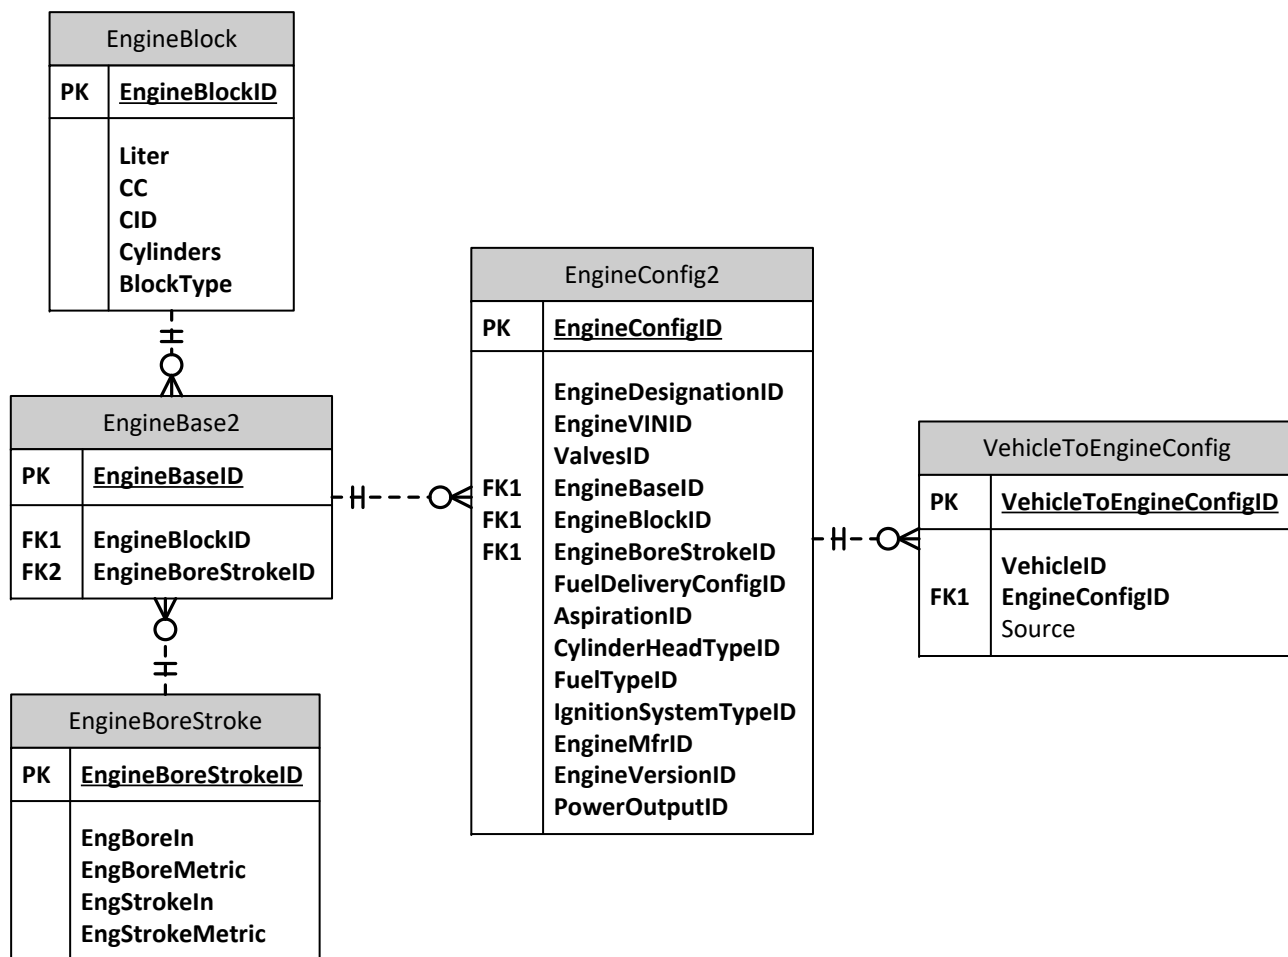 EngineBlock
PK EngineBlockID
Liter
CC
CID
Cylinders
BlockType
EngineBase2
PK EngineBaseID
FK1 EngineBlockID
FK2 EngineBoreStrokeID
EngineBoreStroke
PK EngineBoreStrokeID
EngBoreIn
EngBoreMetric
EngStrokeIn
EngStrokeMetric
EngineConfig2
PK EngineConfigID
EngineDesignationID
EngineVINID
ValvesID
FK1 EngineBaseID
FK1 EngineBlockID
FK1 EngineBoreStrokeID
FuelDeliveryConfigID
AspirationID
CylinderHeadTypeID
FuelTypeID
IgnitionSystemTypeID
EngineMfrID
EngineVersionID
PowerOutputID
VehicleToEngineConfig
PK VehicleToEngineConfigID
VehicleID
FK1 EngineConfigID
Source